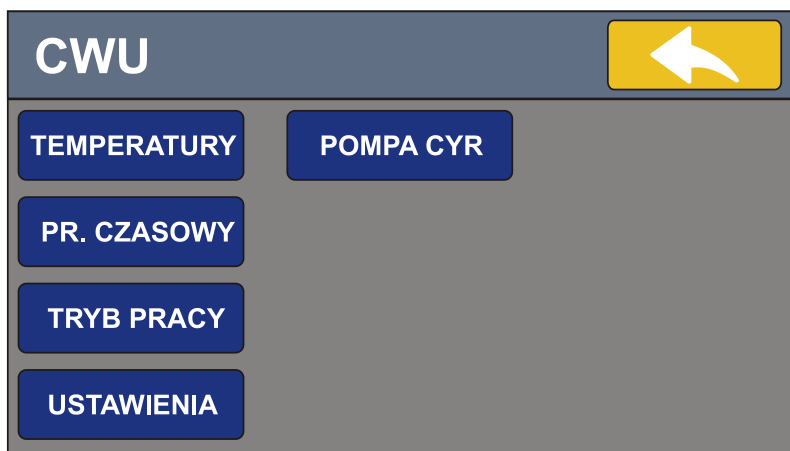 CWU
TEMPERATURY
POMPA CYR
PR. CZASOWY
TRYB PRACY
USTAWIENIA